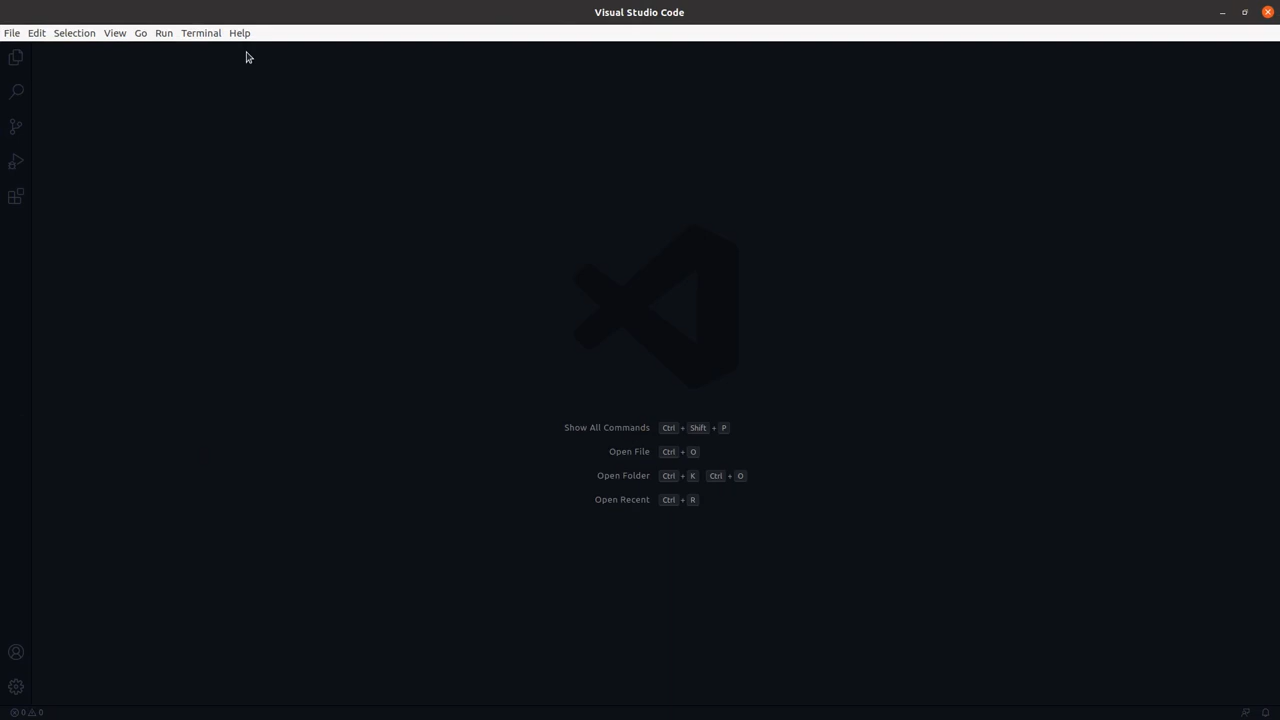 Visual Studio Code
File Edit Selection View Go Run Terminal Help
Show All Commands Ctrl + Shift + P
Open File Ctrl + O
Open Folder Ctrl + K Ctrl + O
Open Recent Ctrl + R
0 0